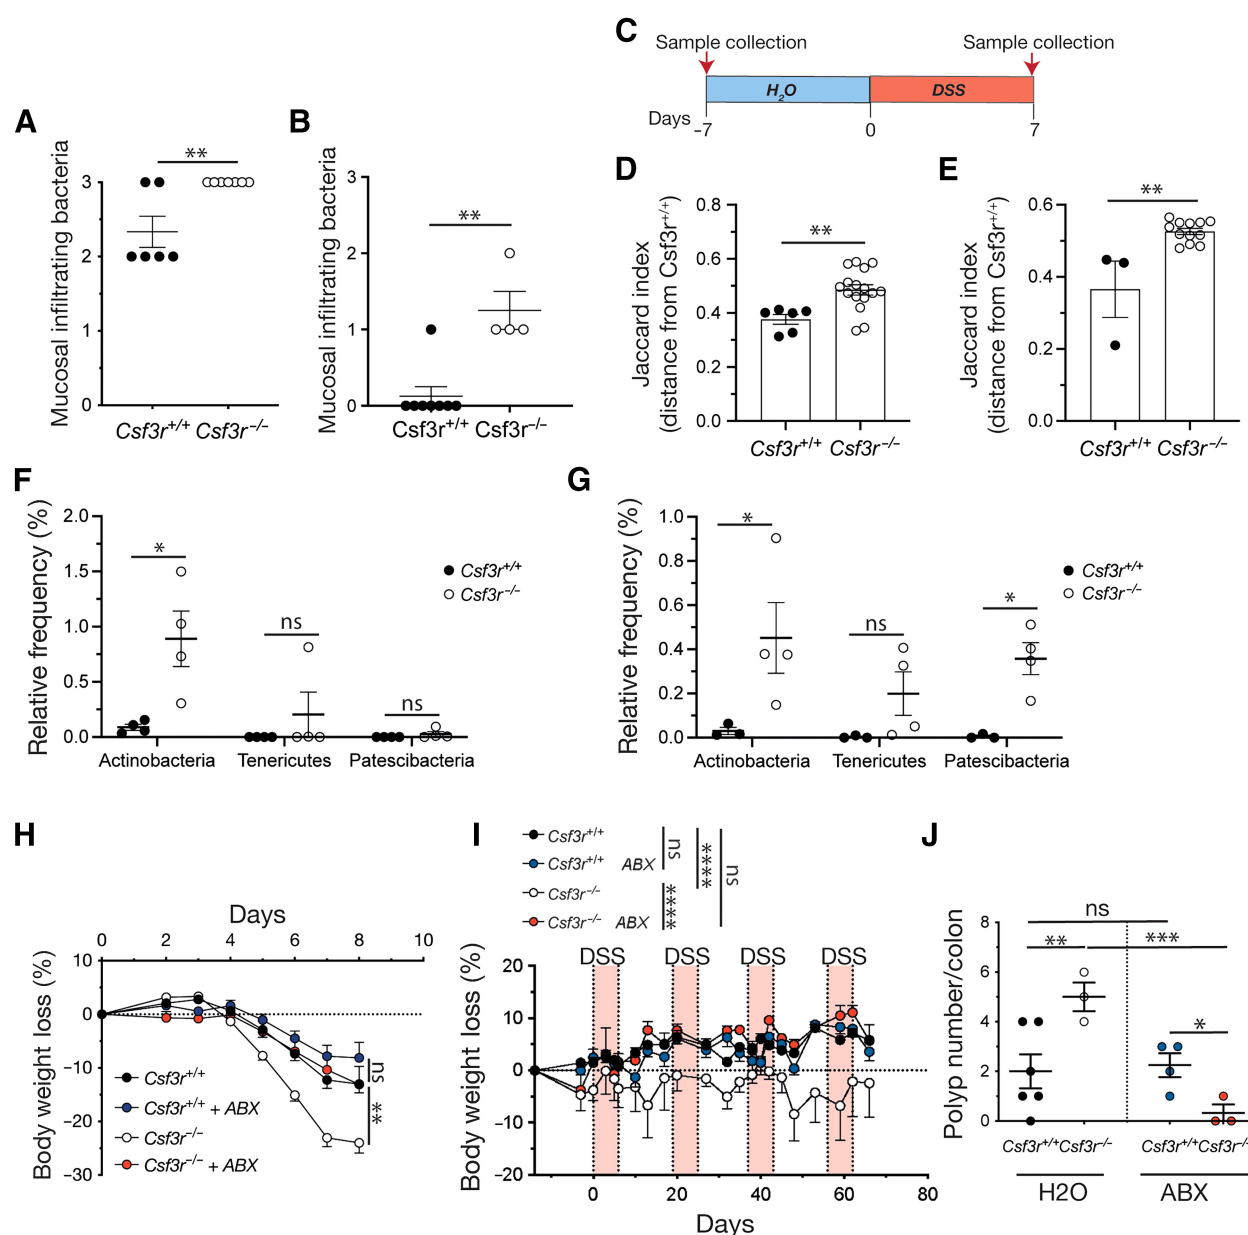 C
Sample collection
Sample collection
H2O
DSS
Days
−7
0
7
A
Mucosal infiltrating bacteria
3
2
1
0
**
Csf3r+/+ Csf3r−/−
B
Mucosal infiltrating bacteria
3
2
1
0
**
Csf3r+/+ Csf3r−/−
D
Jaccard index
(distance from Csf3r+/+)
0.8
0.6
0.4
0.2
0.0
**
Csf3r+/+ Csf3r−/−
E
Jaccard index
(distance from Csf3r+/+)
0.6
0.4
0.2
0.0
**
Csf3r+/+ Csf3r−/−
F
Relative frequency (%)
2.0
1.5
1.0
0.5
0.0
*
ns
ns
Csf3r+/+
Csf3r−/−
Actinobacteria
Tenericutes
Patescibacteria
G
Relative frequency (%)
1.0
0.8
0.6
0.4
0.2
0.0
*
ns
*
Csf3r+/+
Csf3r−/−
Actinobacteria
Tenericutes
Patescibacteria
H
Days
0 2 4 6 8 10
Body weight loss (%)
10
0
−10
−20
−30
Csf3r+/+
Csf3r+/+ + ABX
Csf3r−/−
Csf3r−/− + ABX
ns
**
I
Csf3r+/+
Csf3r+/+ ABX
Csf3r−/−
Csf3r−/− ABX
ns
****
****
ns
DSS DSS DSS DSS
Body weight loss (%)
20
10
0
−10
−20
0 20 40 60 80
Days
J
Polyp number/colon
8
6
4
2
0
ns
**
***
*
Csf3r+/+Csf3r−/−
Csf3r+/+Csf3r−/−
H2O
ABX